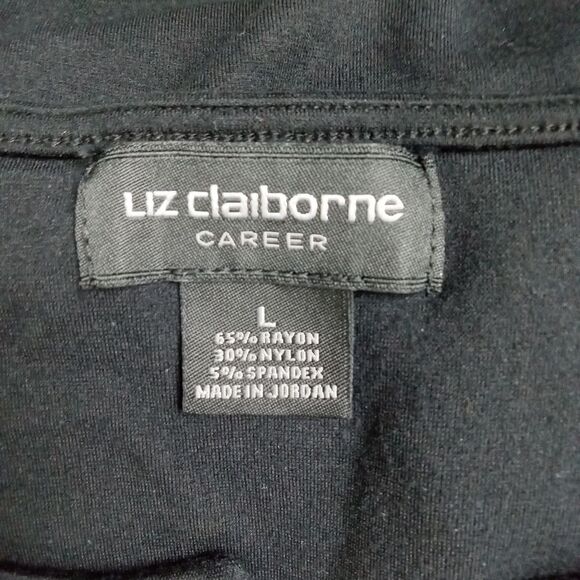 LIZ claiborne
CAREER
L
65% RAYON
30% NYLON
5% SPANDEX
MADE IN JORDAN